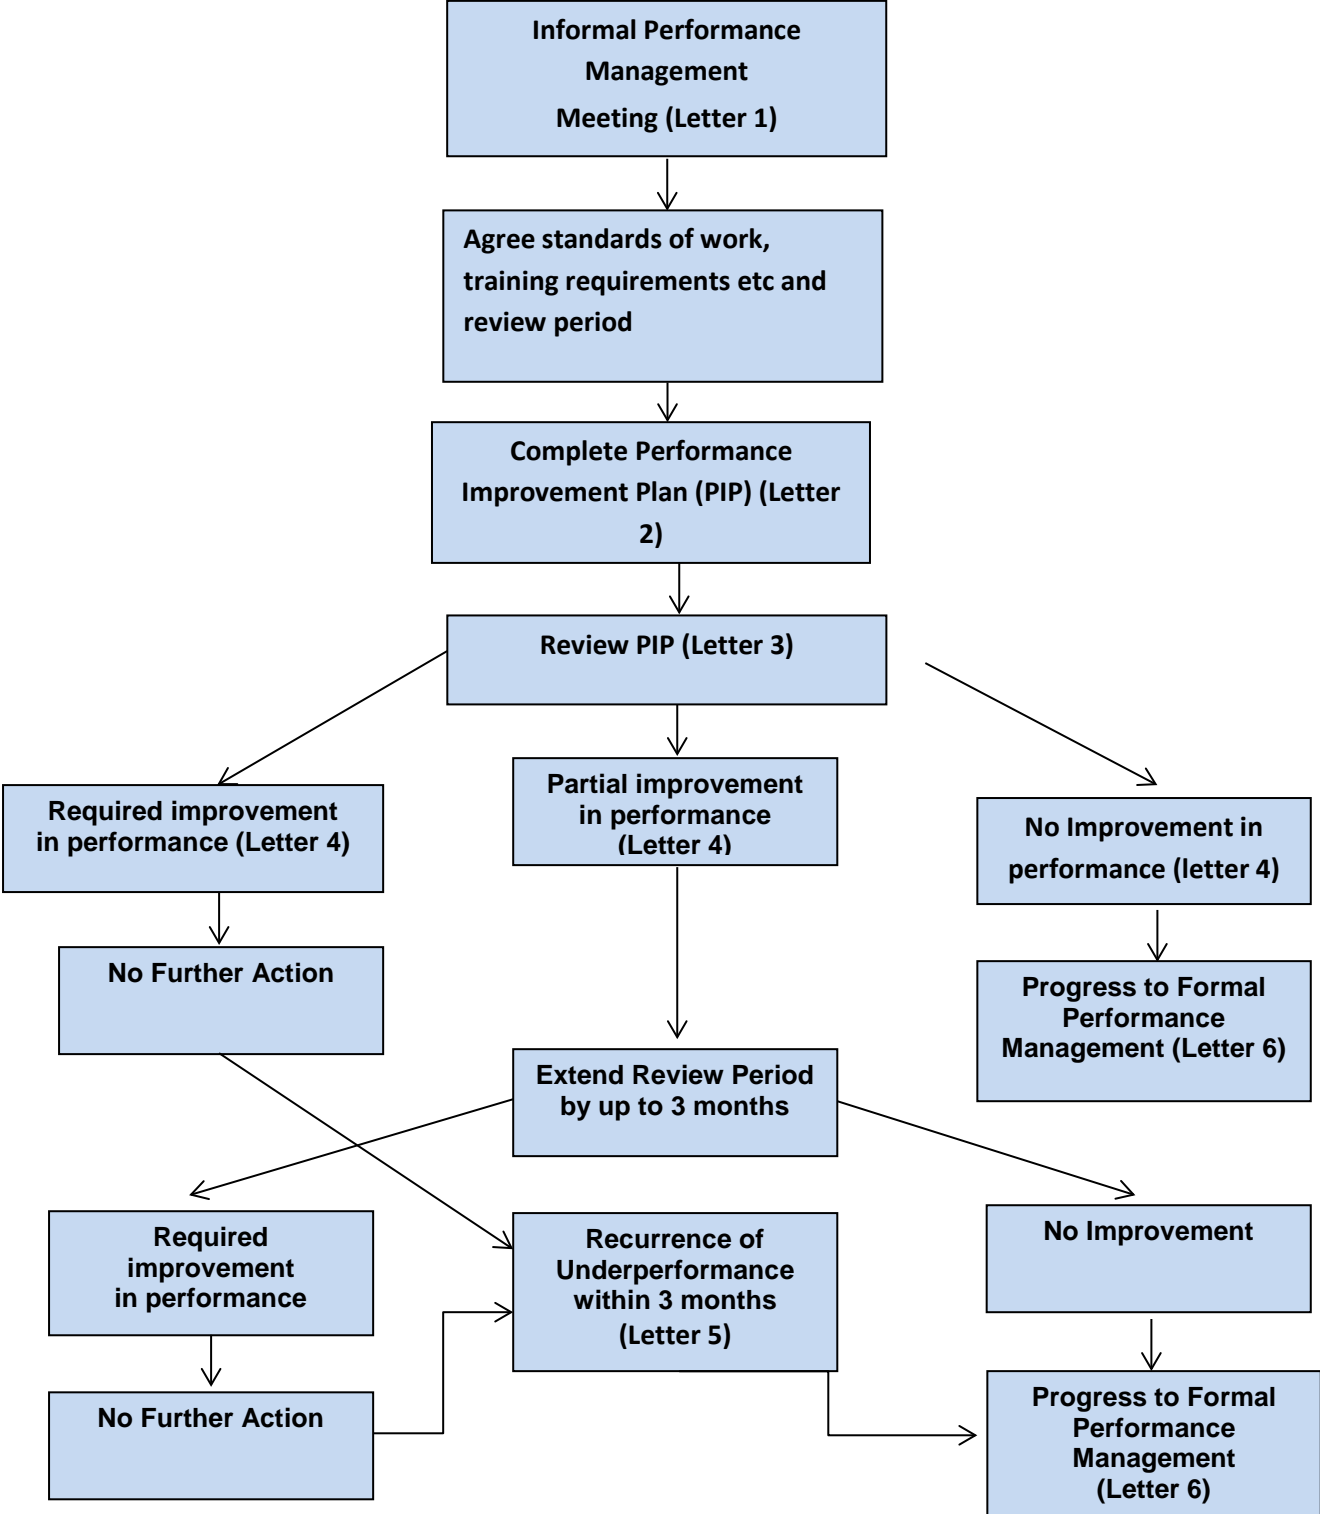 Informal Performance
Management
Meeting (Letter 1)
Agree standards of work,
training requirements etc and
review period
Complete Performance
Improvement Plan (PIP) (Letter
2)
Review PIP (Letter 3)
Required improvement
in performance (Letter 4)
Partial improvement
in performance
(Letter 4)
No Improvement in
performance (letter 4)
No Further Action
Progress to Formal
Performance
Management (Letter 6)
Extend Review Period
by up to 3 months
Required
improvement
in performance
Recurrence of
Underperformance
within 3 months
(Letter 5)
No Improvement
No Further Action
Progress to Formal
Performance
Management
(Letter 6)